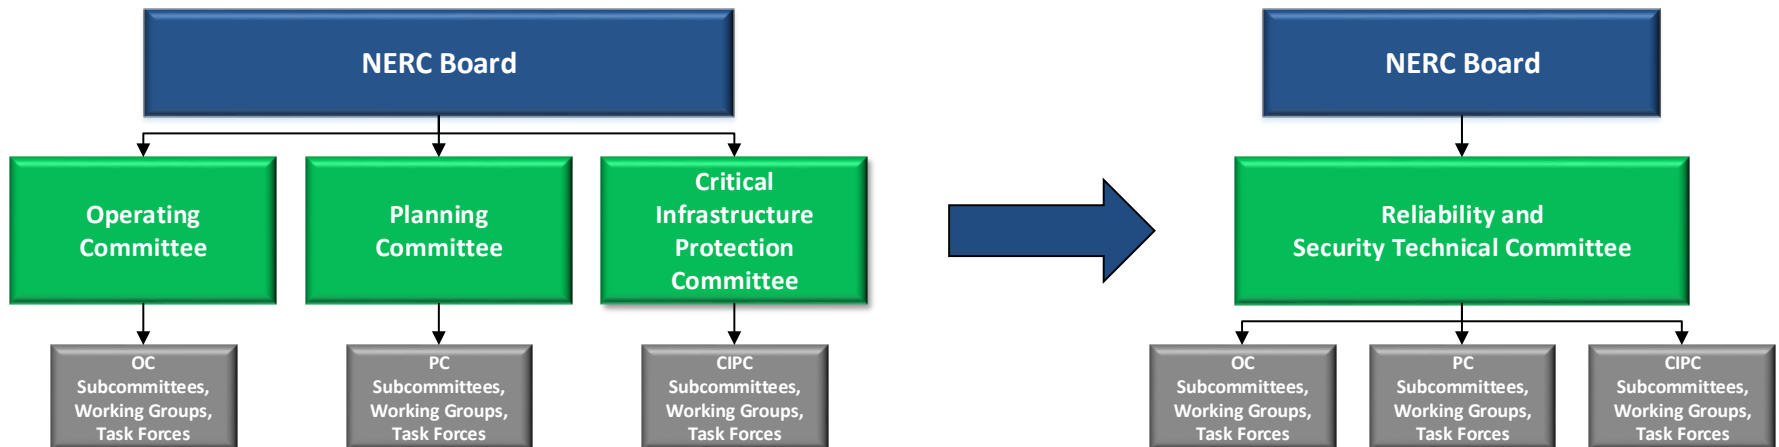 NERC Board
Operating
Committee
Planning
Committee
Critical
Infrastructure
Protection
Committee
OC
Subcommittees,
Working Groups,
Task Forces
PC
Subcommittees,
Working Groups,
Task Forces
CIPC
Subcommittees,
Working Groups,
Task Forces
NERC Board
Reliability and
Security Technical Committee
OC
Subcommittees,
Working Groups,
Task Forces
PC
Subcommittees,
Working Groups,
Task Forces
CIPC
Subcommittees,
Working Groups,
Task Forces